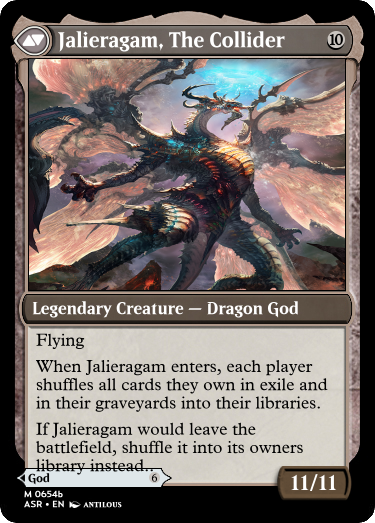 Jalieragam, The Collider 10
Legendary Creature — Dragon God
Flying
When Jalieragam enters, each player
shuffles all cards they own in exile and
in their graveyards into their libraries.
If Jalieragam would leave the
battlefield, shuffle it into its owners
library instead..
God 6
11/11
M 0654b
ASR • EN ANTILOUS